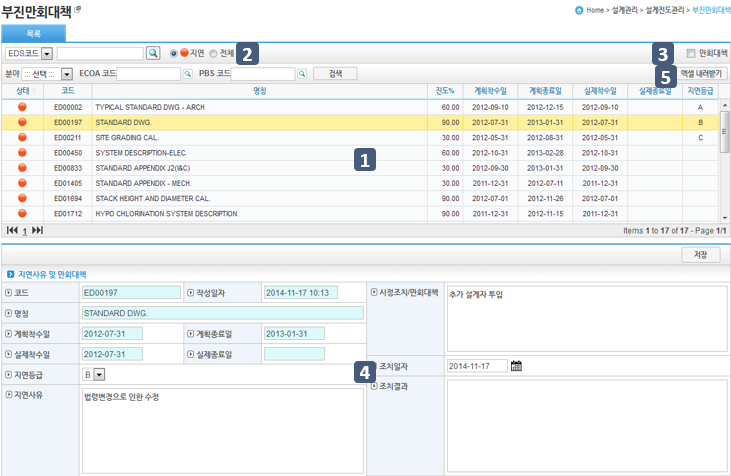 부진만회대책
Home > 설계관리 > 설계진도관리 > 부진만회대책
목록
EDS코드 지연 전체 2 3 만회대책
분야 ::: 선택 ::: ECOA 코드 PBS 코드 검색 5 엑셀 내려받기
상태 코드 명칭 진도% 계획착수일 계획종료일 실제착수일 실제종료일 지연등급
ED00002 TYPICAL STANDARD DWG - ARCH 60.00 2012-09-10 2012-12-15 2012-09-10 A
ED00197 STANDARD DWG. 90.00 2012-07-31 2013-01-31 2012-07-31 B
ED00211 SITE GRADING CAL. 30.00 2012-05-31 2012-08-31 2012-05-31 C
ED00450 SYSTEM DESCRIPTION-ELEC. 60.00 2012-10-31 2013-02-28 2012-10-31
1
ED00833 STANDARD APPENDIX J2(I&C) 30.00 2012-09-30 2013-01-31 2012-09-30
ED01405 STANDARD APPENDIX - MECH. 30.00 2011-12-31 2012-07-11 2011-12-31
ED01694 STACK HEIGHT AND DIAMETER CAL. 90.00 2012-07-01 2012-11-26 2012-07-01
ED01712 HYPO CHLORINATION SYSTEM DESCRIPTION 90.00 2011-12-31 2012-11-15 2011-12-31
1 Items 1 to 17 of 17 - Page 1/1
저장
지연사유 및 만회대책
코드 ED00197 작성일자 2014-11-17 10:13
명칭 STANDARD DWG.
계획착수일 2012-07-31 계획종료일 2013-01-31
실제착수일 2012-07-31 실제종료일
지연등급 B
지연사유 법령변경으로 인한 수정
시정조치/만회대책 추가 설계자 투입
4
조치일자 2014-11-17
조치결과